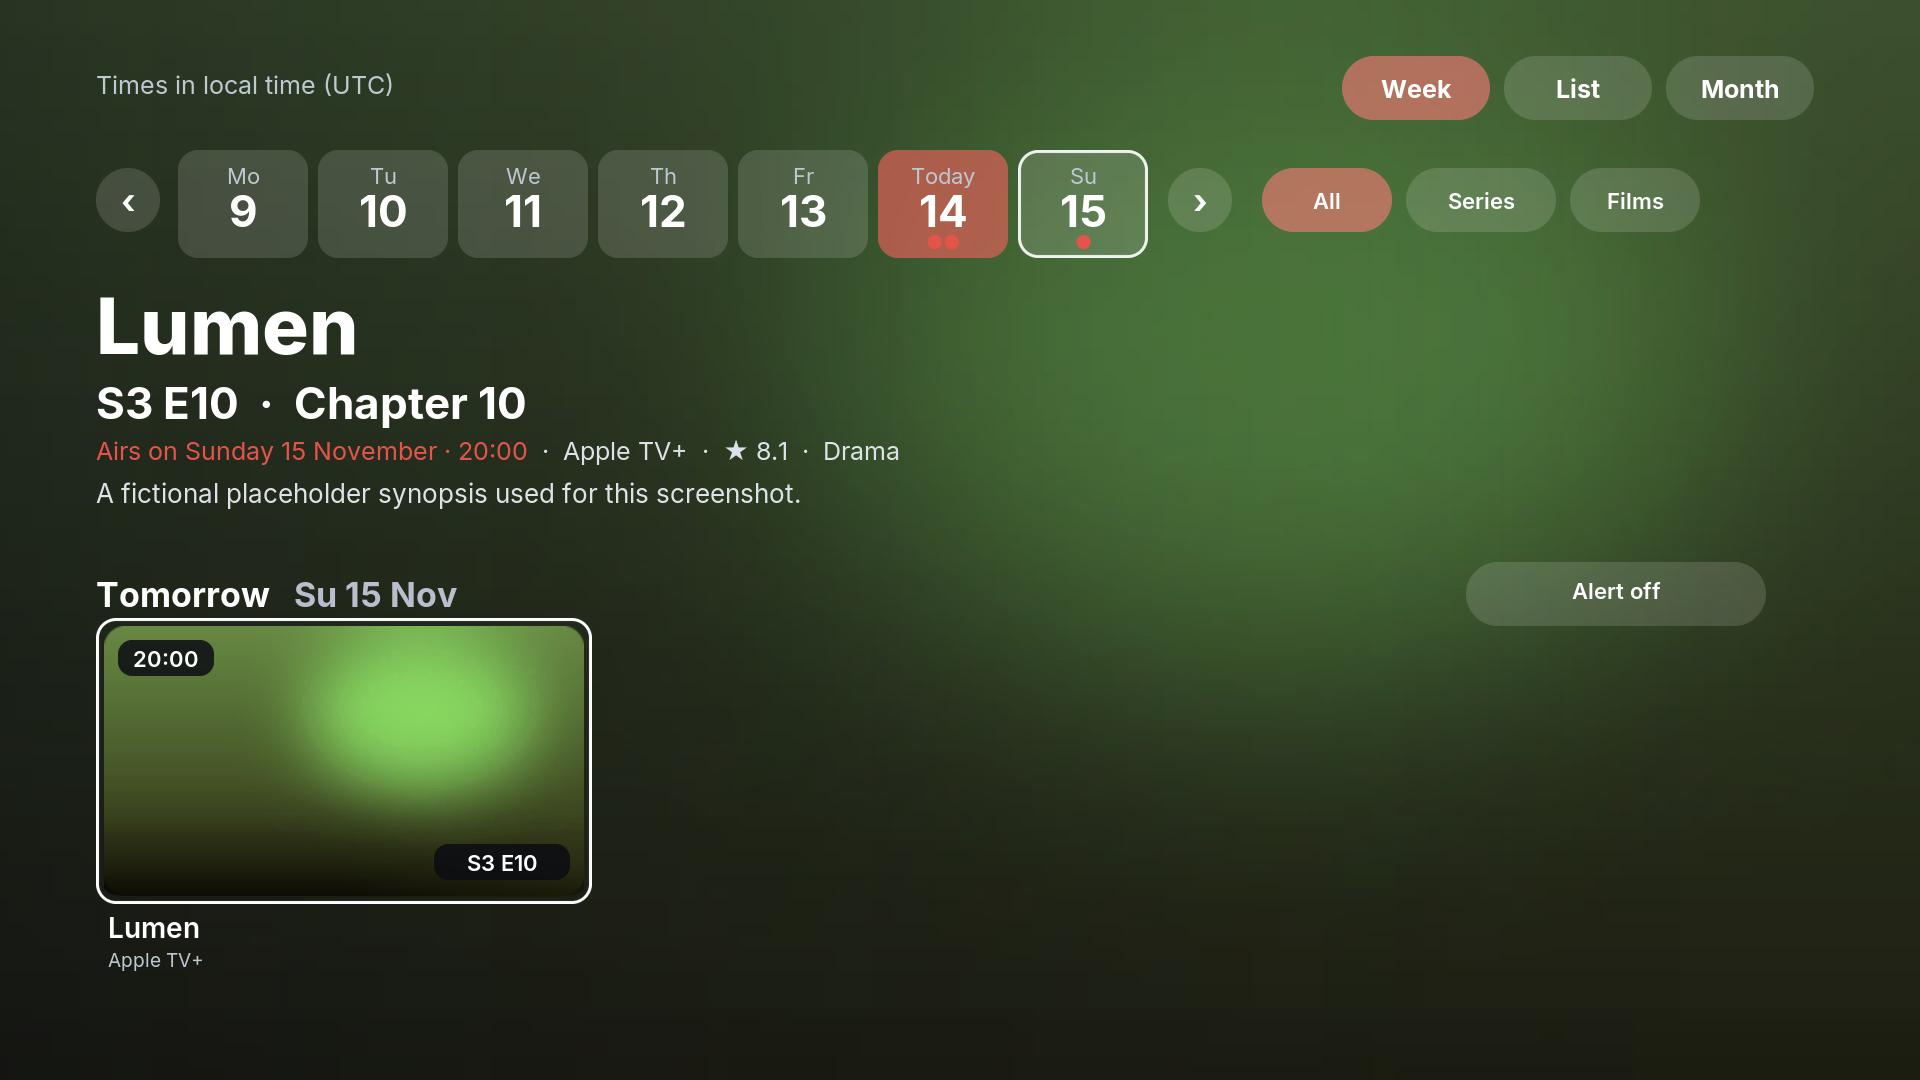 Times in local time (UTC)
Week List Month
‹ Mo 9 Tu 10 We 11 Th 12 Fr 13 Today 14 Su 15 › All Series Films
Lumen
S3 E10 · Chapter 10
Airs on Sunday 15 November · 20:00 · Apple TV+ · ★ 8.1 · Drama
A fictional placeholder synopsis used for this screenshot.
Tomorrow Su 15 Nov
Alert off
20:00
S3 E10
Lumen
Apple TV+